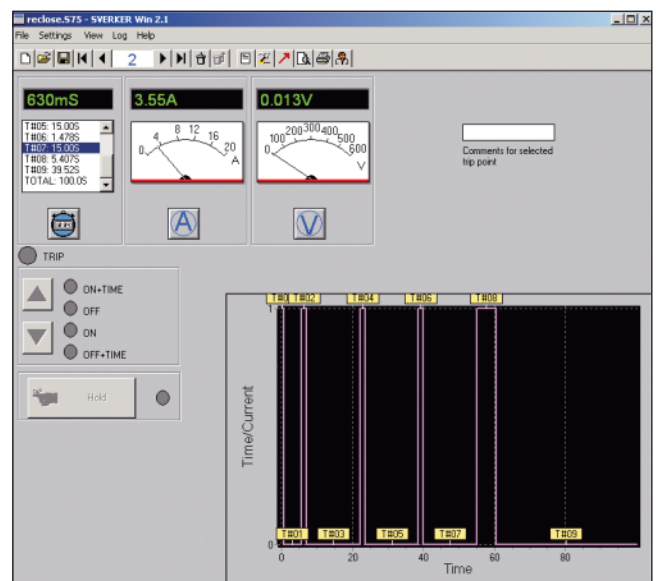 reclose.575 - SVERKER Win 2.1
File Settings View Log Help
2
630mS 3.55A 0.013V
T#05: 15.00S
T#06: 1.478S
T#07: 15.00S
T#08: 5.407S
T#09: 39.52S
TOTAL: 100.0S
0 4 8 12 16 20 A
0 100 200 300 400 500 600 V
Comments for selected
trip point
A V
TRIP
ON+TIME
OFF
ON
OFF+TIME
Hold
T#0 T#02 T#04 T#06 T#08
1
Time/Current
T#01 T#03 T#05 T#07 T#09
0
0 20 40 60 80
Time